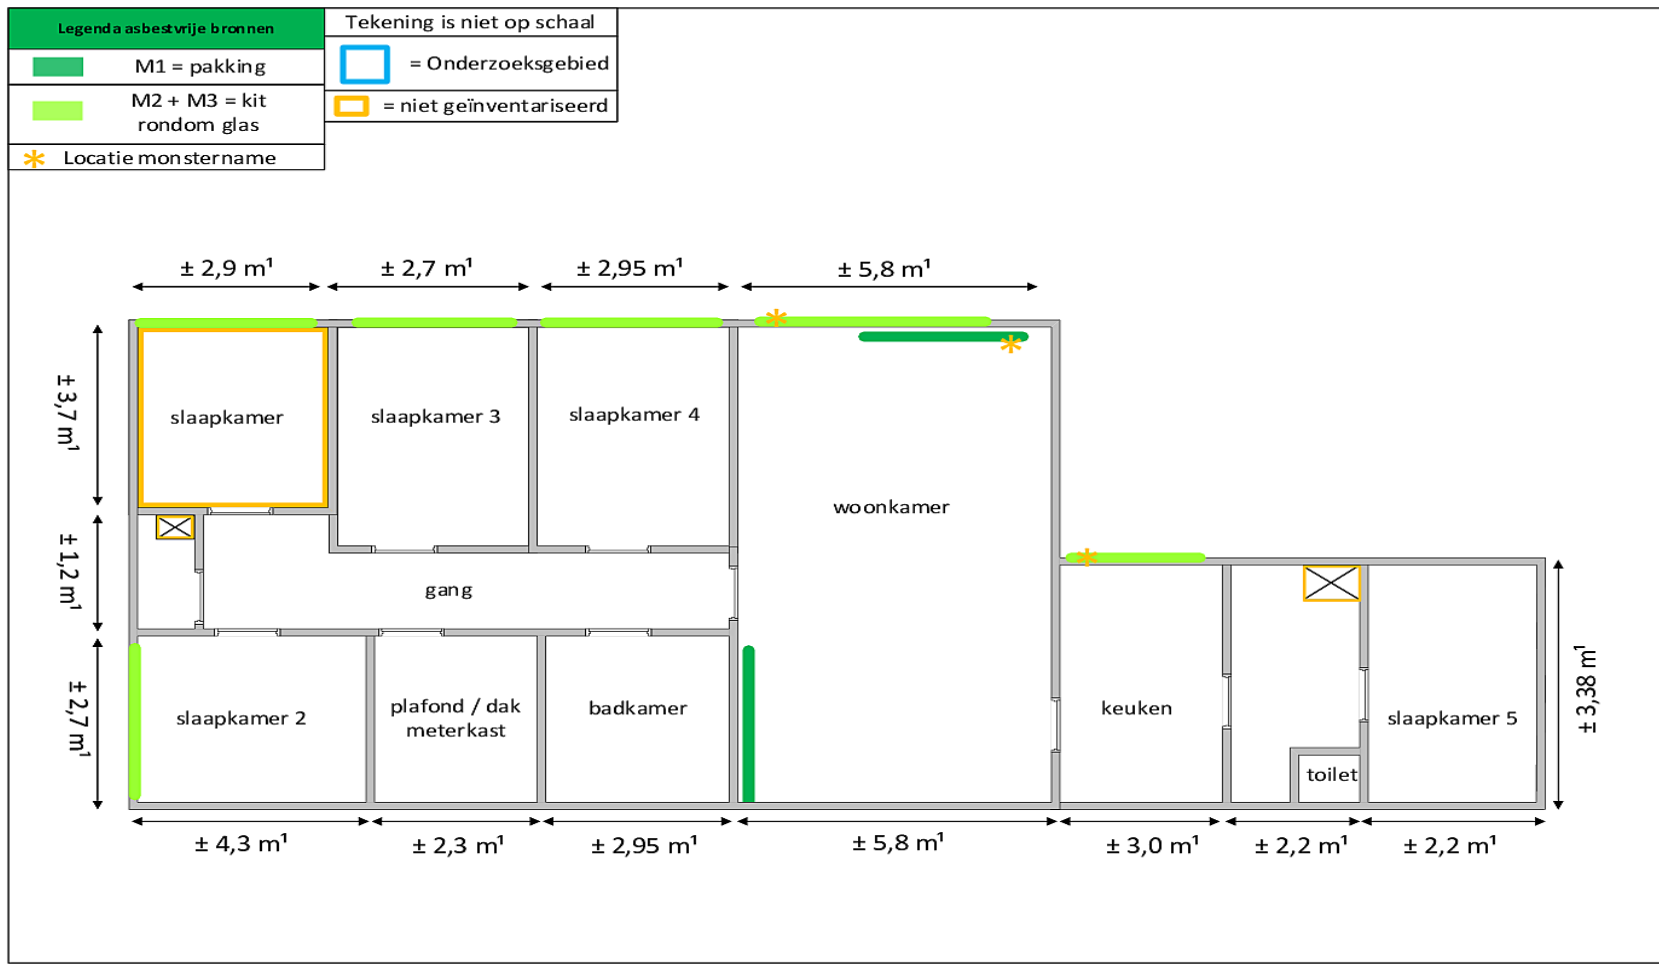 Legenda asbestvrije bronnen
M1 = pakking
M2 + M3 = kit
rondom glas
Locatie monstername
Tekening is niet op schaal
= Onderzoeksgebied
= niet geïnventariseerd
± 2,9 m¹
± 2,7 m¹
± 2,95 m¹
± 5,8 m¹
± 3,7 m¹
slaapkamer
slaapkamer 3
slaapkamer 4
woonkamer
± 1,2 m¹
gang
± 2,7 m¹
slaapkamer 2
plafond / dak
meterkast
badkamer
keuken
toilet
slaapkamer 5
± 3,38 m¹
± 4,3 m¹
± 2,3 m¹
± 2,95 m¹
± 5,8 m¹
± 3,0 m¹
± 2,2 m¹
± 2,2 m¹